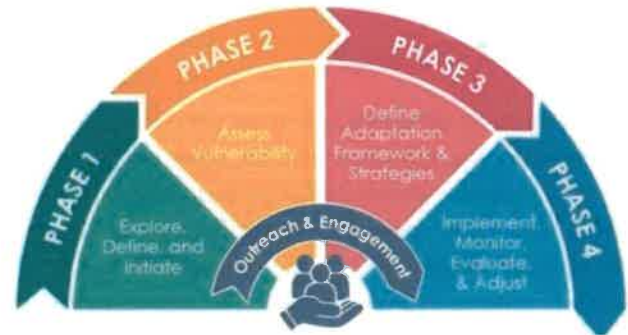 PHASE 1
Explore,
Define, and
Initiate
PHASE 2
Assess
Vulnerability
PHASE 3
Define
Adaptation
Framework &
Strategies
PHASE 4
Implement,
Monitor,
Evaluate,
& Adjust
Outreach & Engagement